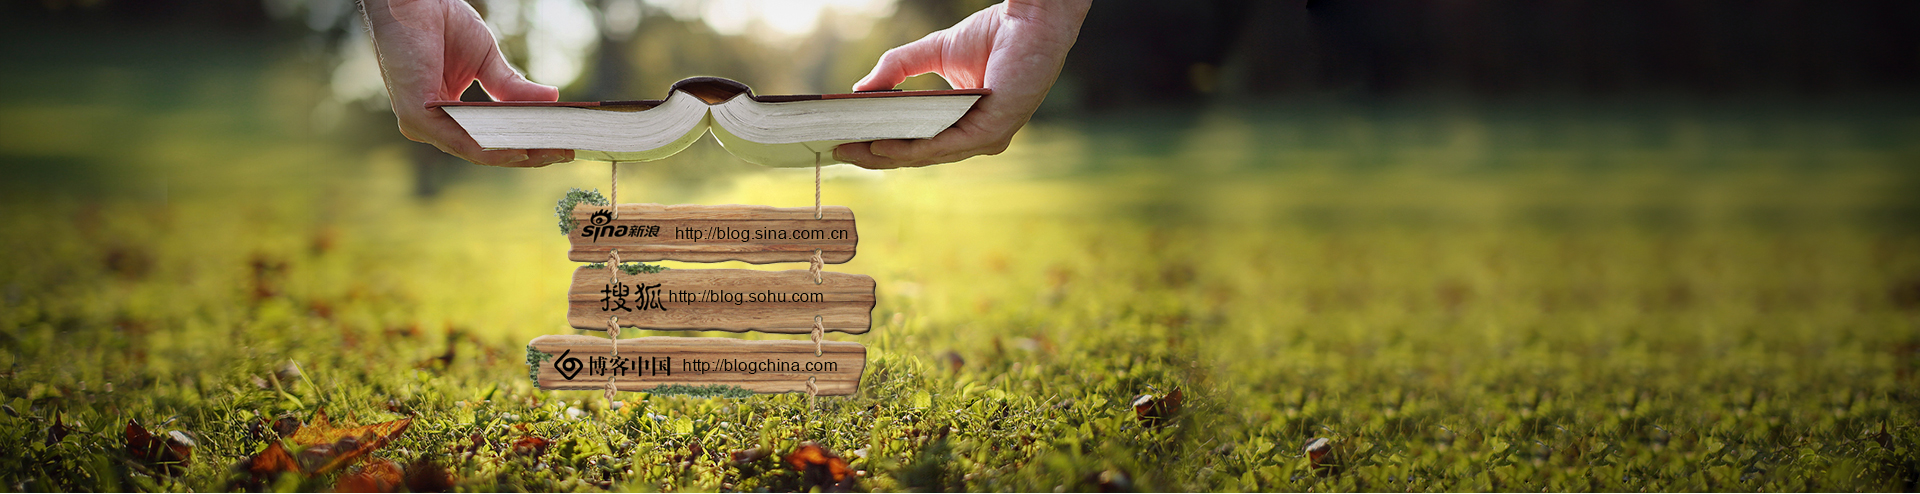 sina新浪 http://blog.sina.com.cn
搜狐 http://blog.sohu.com
博客中国 http://blogchina.com